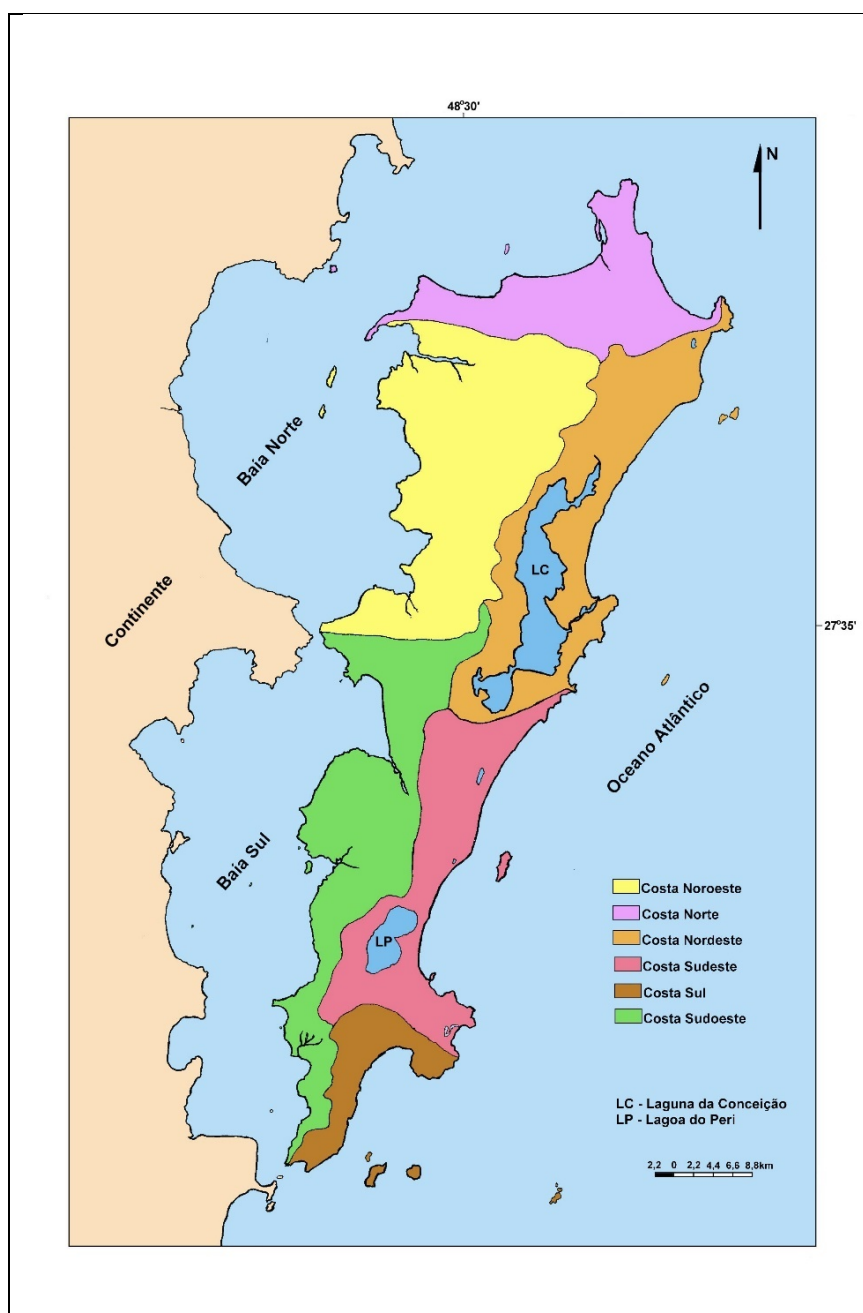 48°30'
N
Baía Norte
LC
Continente
27°35'
Oceano Atlântico
Baía Sul
LP
Costa Noroeste
Costa Norte
Costa Nordeste
Costa Sudeste
Costa Sul
Costa Sudoeste
LC - Laguna da Conceição
LP - Lagoa do Peri
2,2 0 2,2 4,4 6,6 8,8km